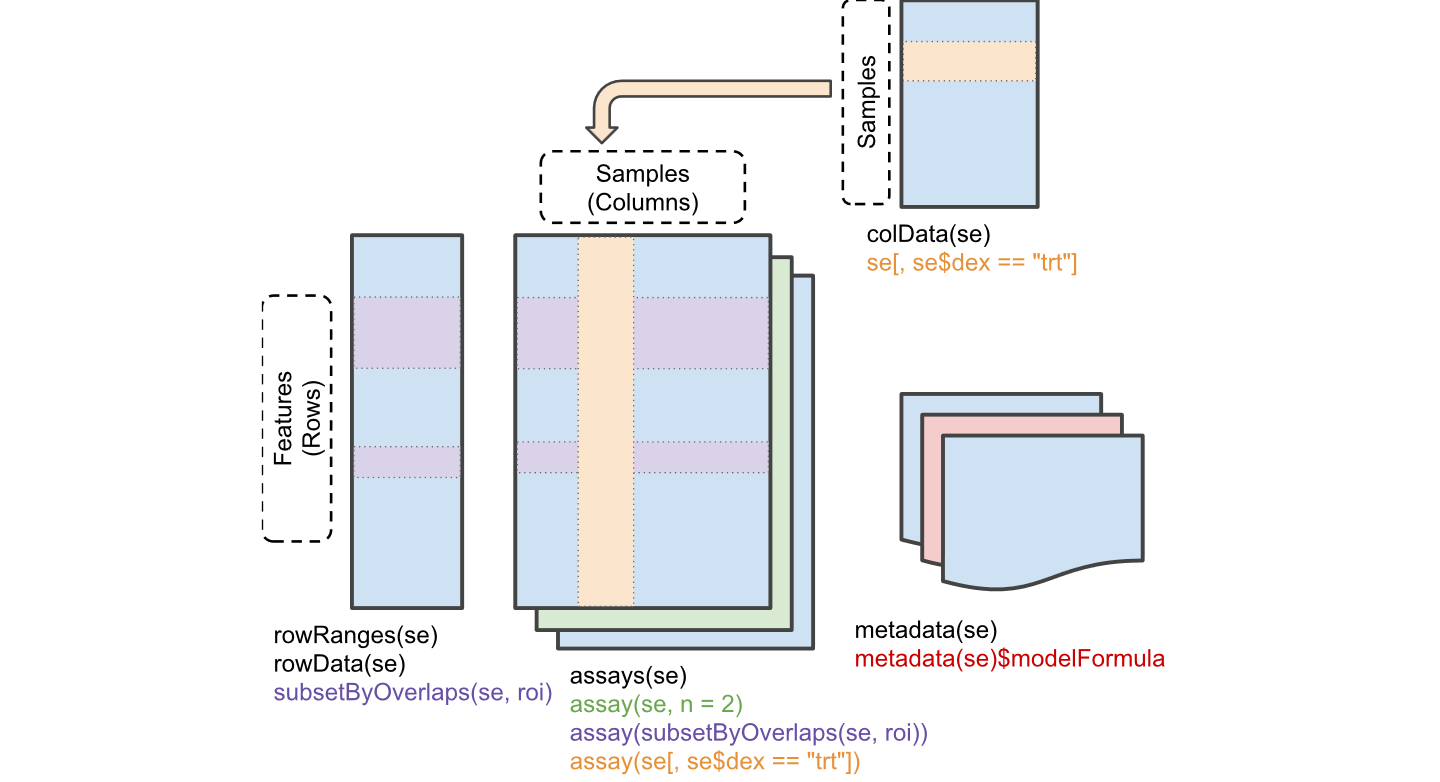 Samples
Samples
(Columns)
colData(se)
se[, se$dex == "trt"]
Features
(Rows)
rowRanges(se)
rowData(se)
subsetByOverlaps(se, roi)
assays(se)
assay(se, n = 2)
assay(subsetByOverlaps(se, roi))
assay(se[, se$dex == "trt"])
metadata(se)
metadata(se)$modelFormula